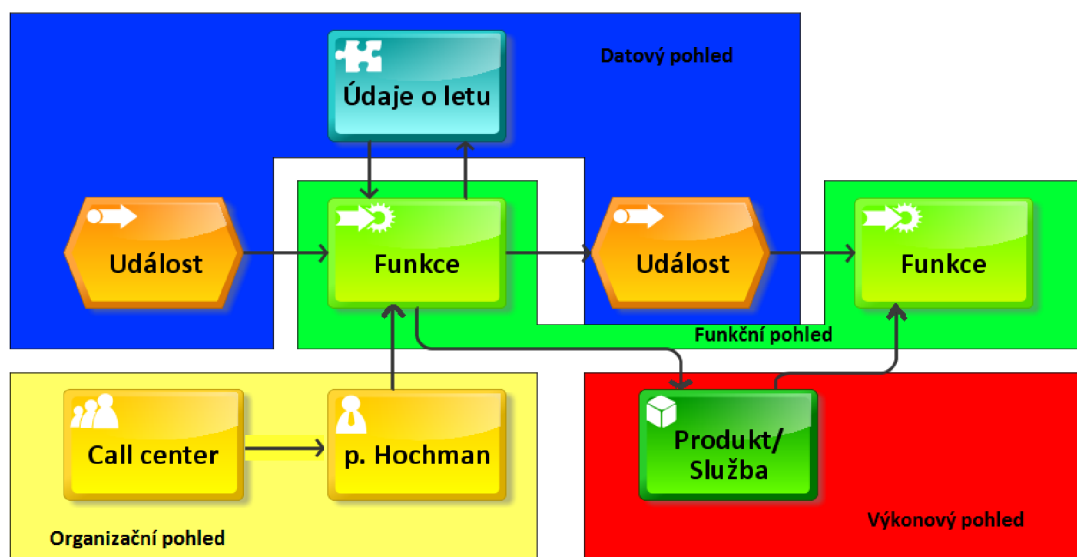 Datový pohled
Údaje o letu
Událost
Funkce
Událost
Funkce
Funkční pohled
Call center
p. Hochman
Produkt/
Služba
Organizační pohled
Výkonový pohled